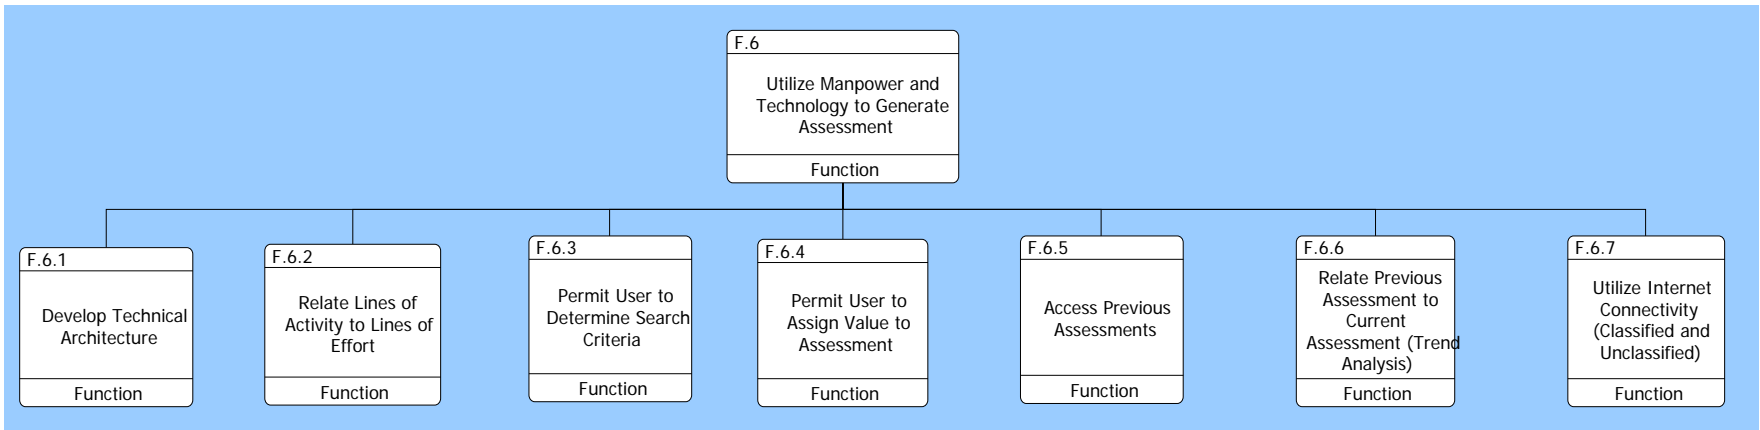 F.6
Utilize Manpower and
Technology to Generate
Assessment
Function
F.6.1
Develop Technical
Architecture
Function
F.6.2
Relate Lines of
Activity to Lines of
Effort
Function
F.6.3
Permit User to
Determine Search
Criteria
Function
F.6.4
Permit User to
Assign Value to
Assessment
Function
F.6.5
Access Previous
Assessments
Function
F.6.6
Relate Previous
Assessment to
Current
Assessment (Trend
Analysis)
Function
F.6.7
Utilize Internet
Connectivity
(Classified and
Unclassified)
Function